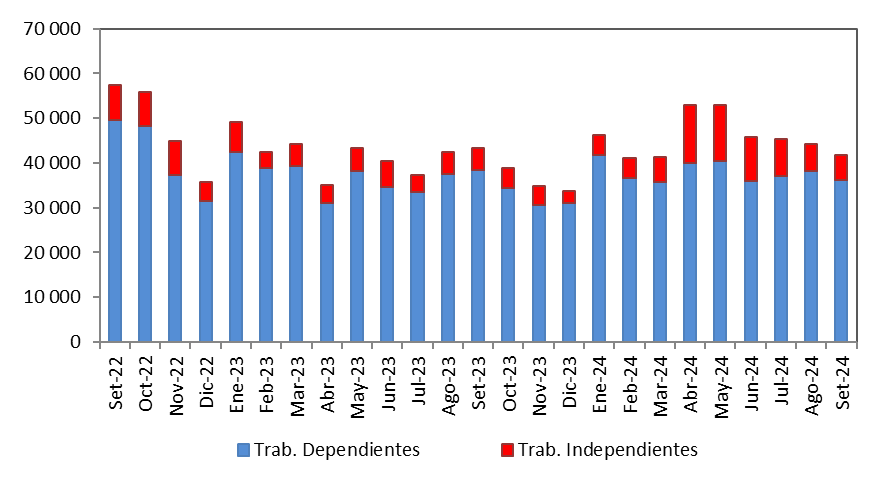 70 000
60 000
50 000
40 000
30 000
20 000
10 000
0
Set-22
Oct-22
Nov-22
Dic-22
Ene-23
Feb-23
Mar-23
Abr-23
May-23
Jun-23
Jul-23
Ago-23
Set-23
Oct-23
Nov-23
Dic-23
Ene-24
Feb-24
Mar-24
Abr-24
May-24
Jun-24
Jul-24
Ago-24
Set-24
Trab. Dependientes Trab. Independientes